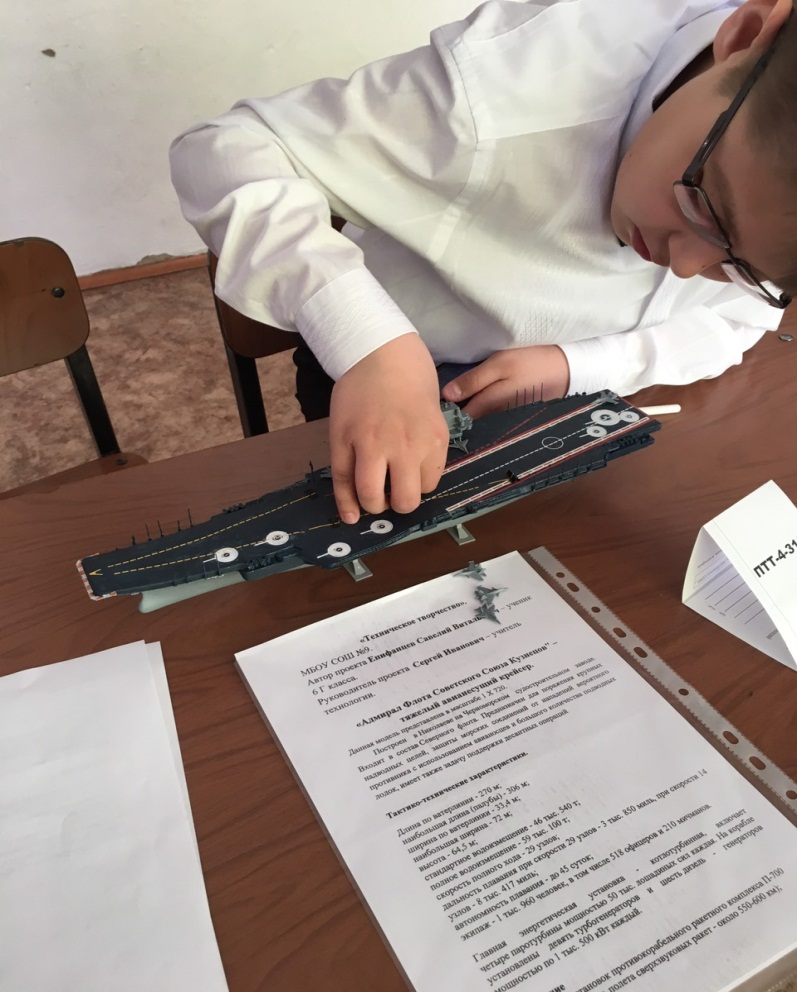 «Техническое творчество».
МБОУ СОШ №9.
Автор проекта Епифанцев Савелий – ученик
6 Г класса.
Руководитель проекта Сергей Иванович – учитель
технологии.
«Адмирал Флота Советского Союза Кузнецов" –
тяжелый авианесущий крейсер.
Данная модель представлена в масштабе 1 Х 720.
Построен в Николаеве на Черноморском судостроительном заводе.
Входит в состав Северного флота. Предназначен для поражения крупных
надводных целей, защиты морских соединений от нападений вероятного
противника с использованием авианосцев и большого количества подводных
лодок, имеет также задачу поддержки десантных операций.
Тактико-технические характеристики.
Длина по ватерлинии - 270 м;
наибольшая длина (палубы) - 306 м;
ширина по ватерлинии - 33,4 м;
наибольшая ширина - 72 м;
высота - 64,5 м;
стандартное водоизмещение - 46 тыс. 540 т;
полное водоизмещение - 59 тыс. 100 т;
скорость полного хода - 29 узлов;
дальность плавания при скорости 29 узлов - 3 тыс. 850 миль, при скорости 14
узлов - 8 тыс. 417 миль;
автономность плавания - до 45 суток;
экипаж - 1 тыс. 960 человек, в том числе 518 офицеров и 210 мичманов.
Главная энергетическая установка - котлотурбинная, включает
четыре паротурбины мощностью 50 тыс. лошадиных сил каждая. На корабле
установлены девять турбогенераторов и шесть дизель - генераторов
мощностью по 1 тыс. 500 кВт каждый.
установок противокорабельного ракетного комплекса П-700
полета сверхзвуковых ракет - около 550-600 км),
ПТТ-4-31